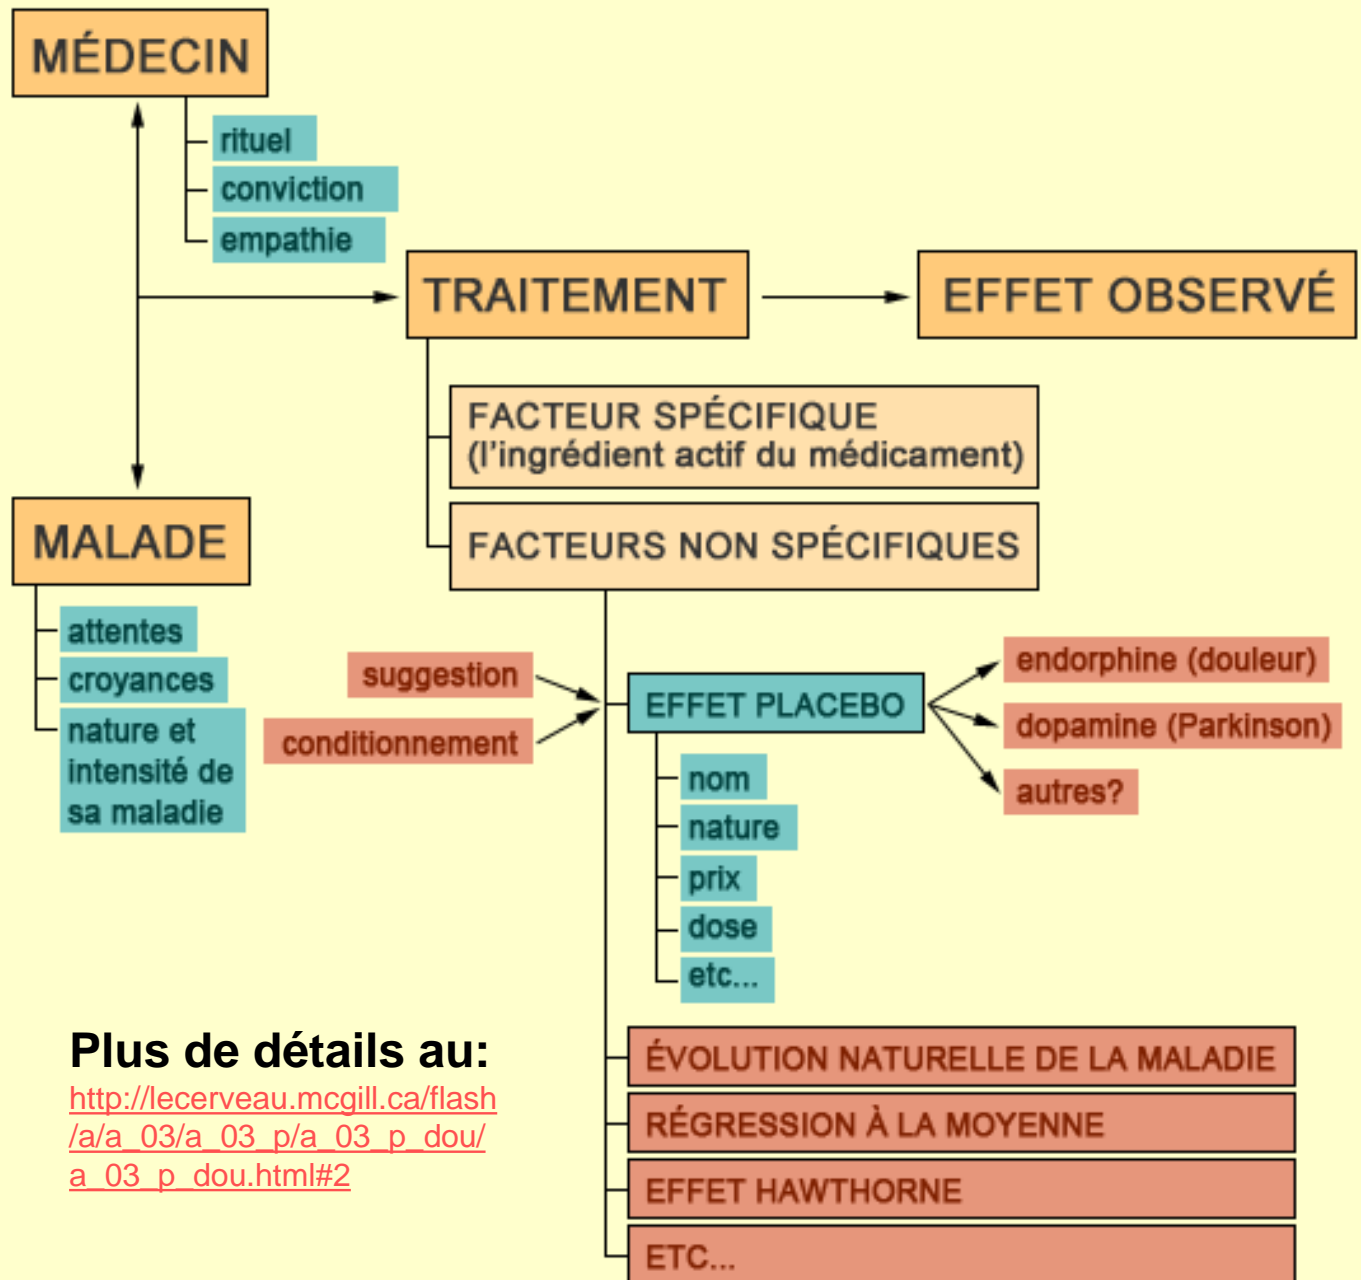 MÉDECIN
rituel
conviction
empathie
TRAITEMENT
EFFET OBSERVÉ
FACTEUR SPÉCIFIQUE
(l'ingrédient actif du médicament)
FACTEURS NON SPÉCIFIQUES
MALADE
attentes
croyances
nature et
intensité de
sa maladie
suggestion
conditionnement
EFFET PLACEBO
endorphine (douleur)
dopamine (Parkinson)
autres?
nom
nature
prix
dose
etc...
Plus de détails au:
http://lecerveau.mcgill.ca/flash
/a/a_03/a_03_p/a_03_p_dou/
a_03_p_dou.html#2
ÉVOLUTION NATURELLE DE LA MALADIE
RÉGRESSION À LA MOYENNE
EFFET HAWTHORNE
ETC...